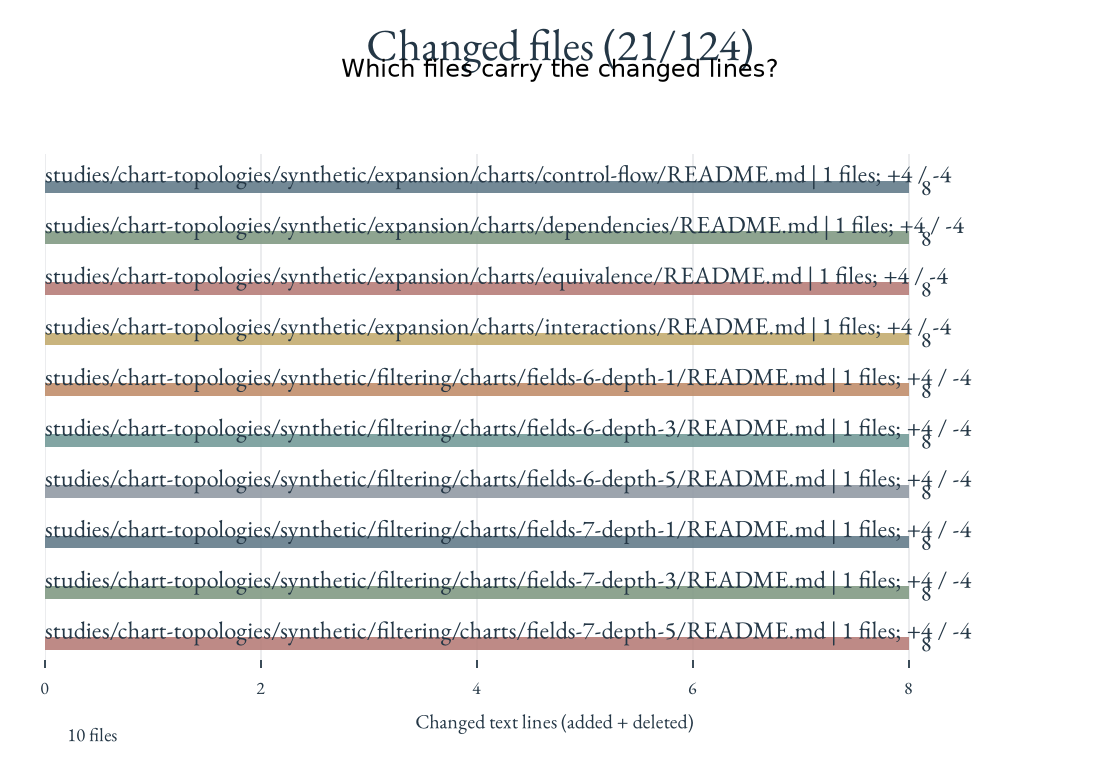 Changed files (21/124)
Which files carry the changed lines?
studies/chart-topologies/synthetic/expansion/charts/control-flow/README.md | 1 files; +4 / -4
8
studies/chart-topologies/synthetic/expansion/charts/dependencies/README.md | 1 files; +4 / -4
8
studies/chart-topologies/synthetic/expansion/charts/equivalence/README.md | 1 files; +4 / -4
8
studies/chart-topologies/synthetic/expansion/charts/interactions/README.md | 1 files; +4 / -4
8
studies/chart-topologies/synthetic/filtering/charts/fields-6-depth-1/README.md | 1 files; +4 / -4
8
studies/chart-topologies/synthetic/filtering/charts/fields-6-depth-3/README.md | 1 files; +4 / -4
8
studies/chart-topologies/synthetic/filtering/charts/fields-6-depth-5/README.md | 1 files; +4 / -4
8
studies/chart-topologies/synthetic/filtering/charts/fields-7-depth-1/README.md | 1 files; +4 / -4
8
studies/chart-topologies/synthetic/filtering/charts/fields-7-depth-3/README.md | 1 files; +4 / -4
8
studies/chart-topologies/synthetic/filtering/charts/fields-7-depth-5/README.md | 1 files; +4 / -4
8
0 2 4 6 8
Changed text lines (added + deleted)
10 files